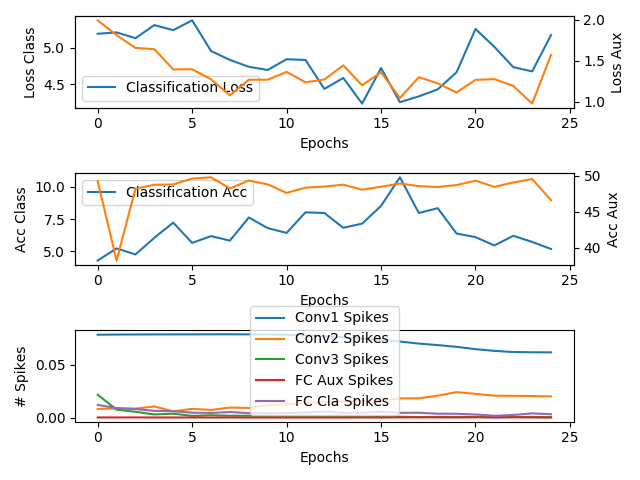 Loss Class
5.0
4.5
Classification Loss
2.0
1.5
1.0
Loss Aux
0 5 10 15 20 25
Epochs
Acc Class
10.0
7.5
5.0
Classification Acc
50
45
40
Acc Aux
0 5 10 15 20 25
Epochs
# Spikes
0.05
0.00
Conv1 Spikes
Conv2 Spikes
Conv3 Spikes
FC Aux Spikes
FC Cla Spikes
0 5 10 15 20 25
Epochs